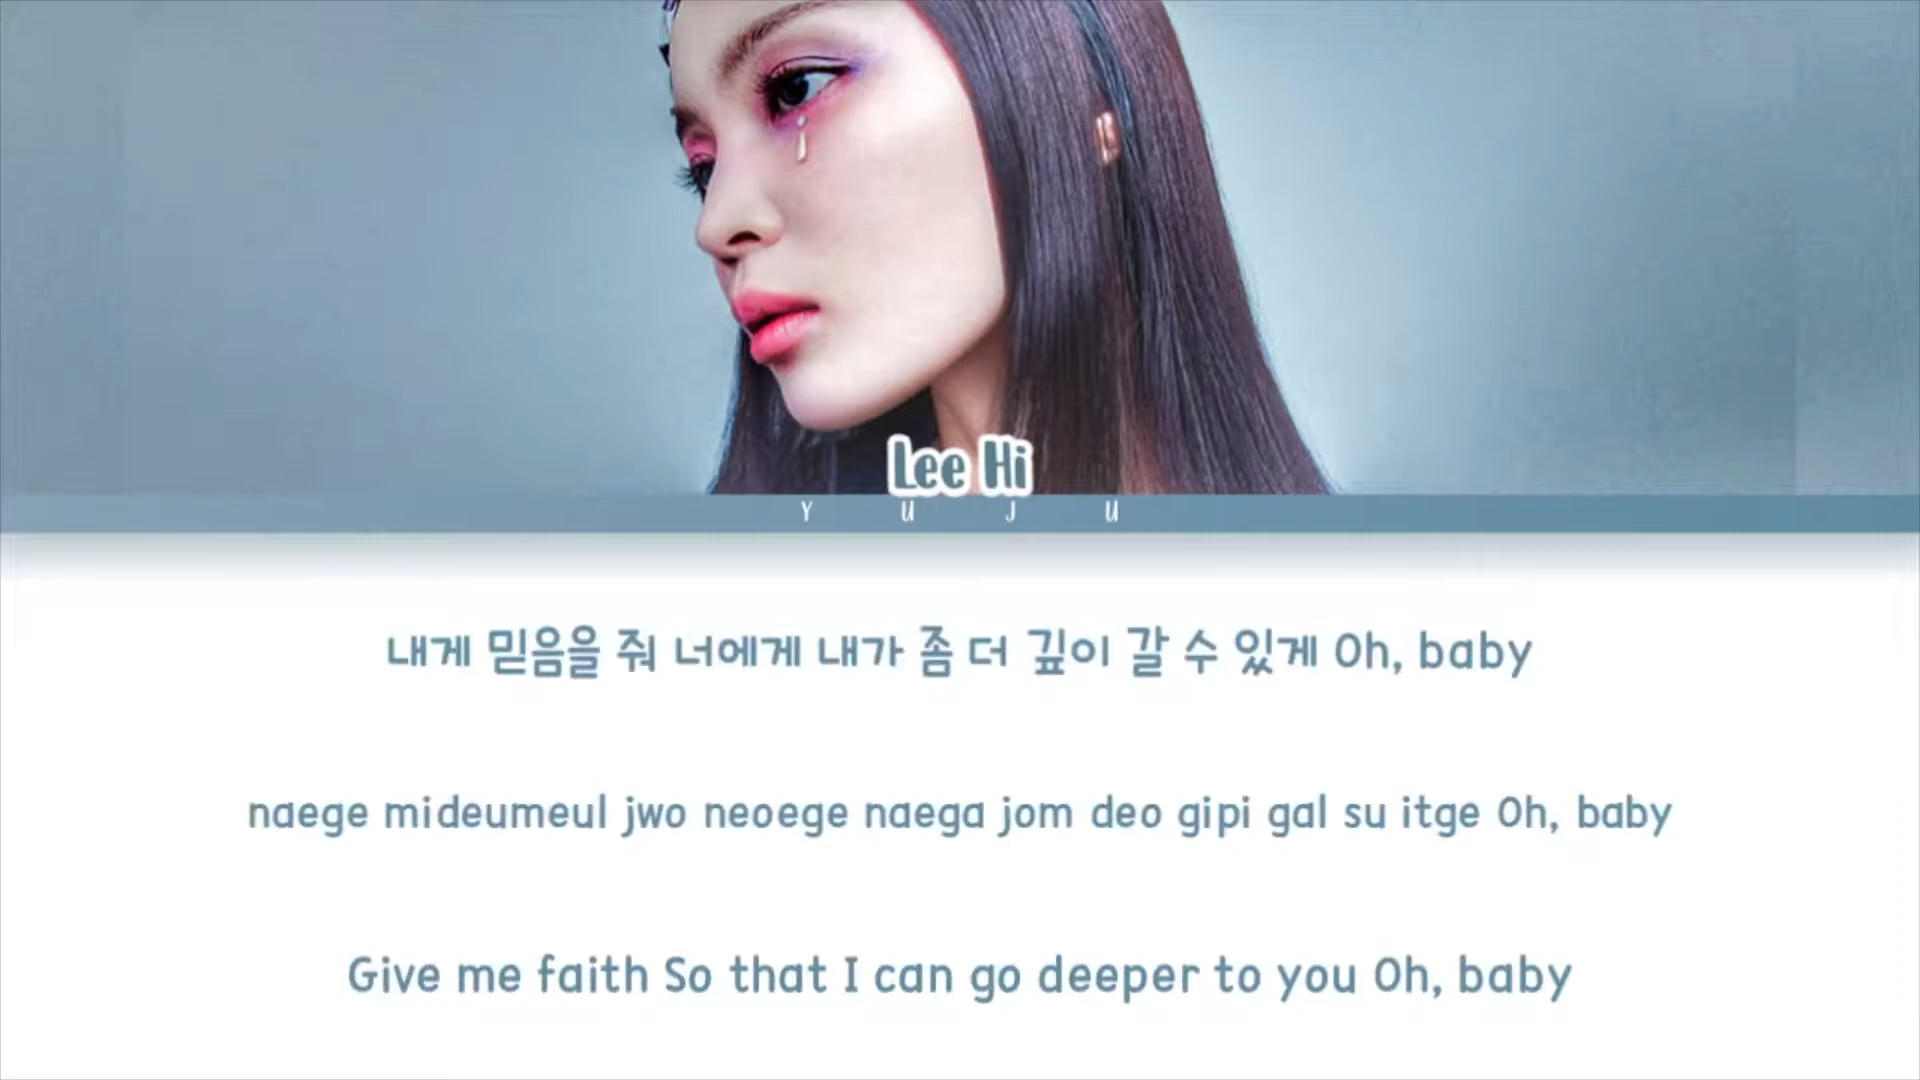 Lee Hi
YUJU
내게 믿음을 줘 너에게 내가 좀 더 깊이 갈 수 있게 Oh, baby
naege mideumeul jwo neoege naega jom deo gipi gal su itge Oh, baby
Give me faith So that I can go deeper to you Oh, baby